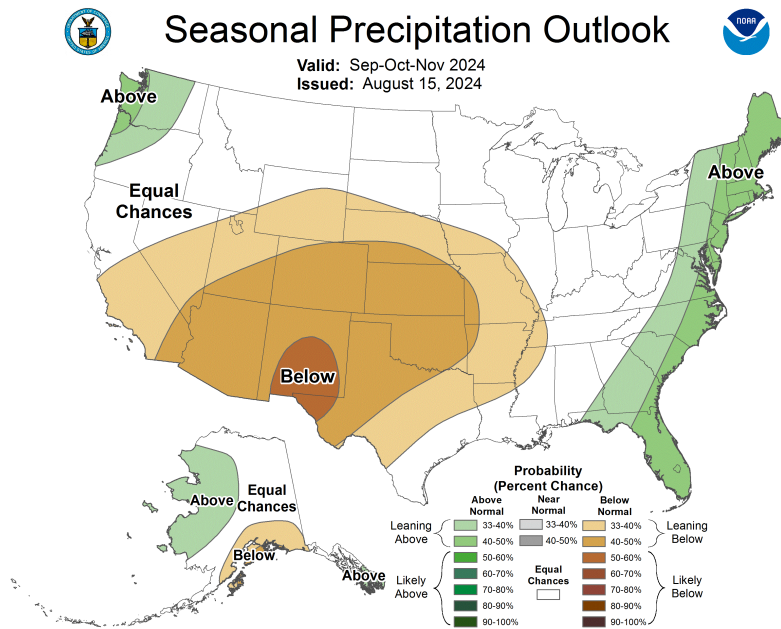 Seasonal Precipitation Outlook
NOAA
Valid: Sep-Oct-Nov 2024
Issued: August 15, 2024
Above
Equal
Chances
Above
Below
Above
Equal
Chances
Below
Above
Probability
(Percent Chance)
Above
Normal
Near
Normal
Below
Normal
Leaning
Above
33-40%
33-40%
33-40%
Leaning
Below
40-50%
40-50%
40-50%
Likely
Above
50-60%
50-60%
Likely
Below
60-70%
60-70%
Equal
Chances
70-80%
70-80%
80-90%
80-90%
90-100%
90-100%